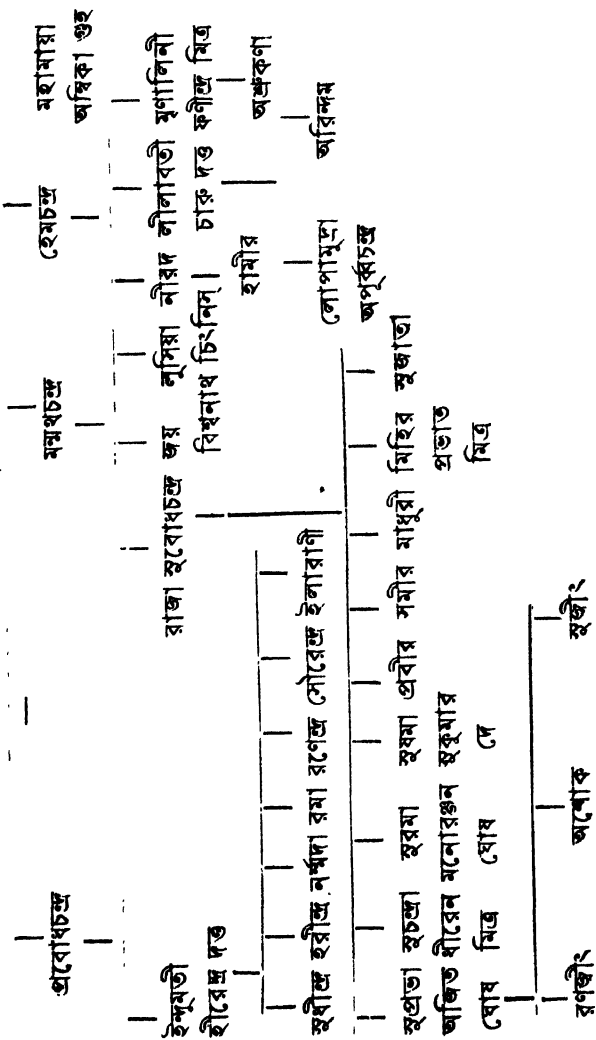 প্রবোধচন্দ্র মন্মথচন্দ্র হেমচন্দ্র মহামায়া
অম্বিকা গুহ
ইন্দুমতী রাজা সুবোধচন্দ্র জয় লুসিয়া নীরদ লীলাবতী মৃণালিনী
হীরেন্দ্র দত্ত বিশ্বনাথ চিৎনিস্ চারু দত্ত ফণীন্দ্র মিত্র
হামীর অশ্রুকণা
সুধীন্দ্র হরীন্দ্র নর্ম্মদা রমা রণেন্দ্র সৌরেন্দ্র ইলারাণী লোপামুদ্রা অরিন্দম
অপূর্ব্বচন্দ্র
সুপ্রভা সুচন্দ্রা সুরমা সুষমা প্রবীর সমীর মাধুরী মিহির সুজাতা
অজিত ধীরেন মনোরঞ্জন সুকুমার প্রভাত
ঘোষ মিত্র ঘোষ দে মিত্র
রণজীৎ অশোক সুজীৎ